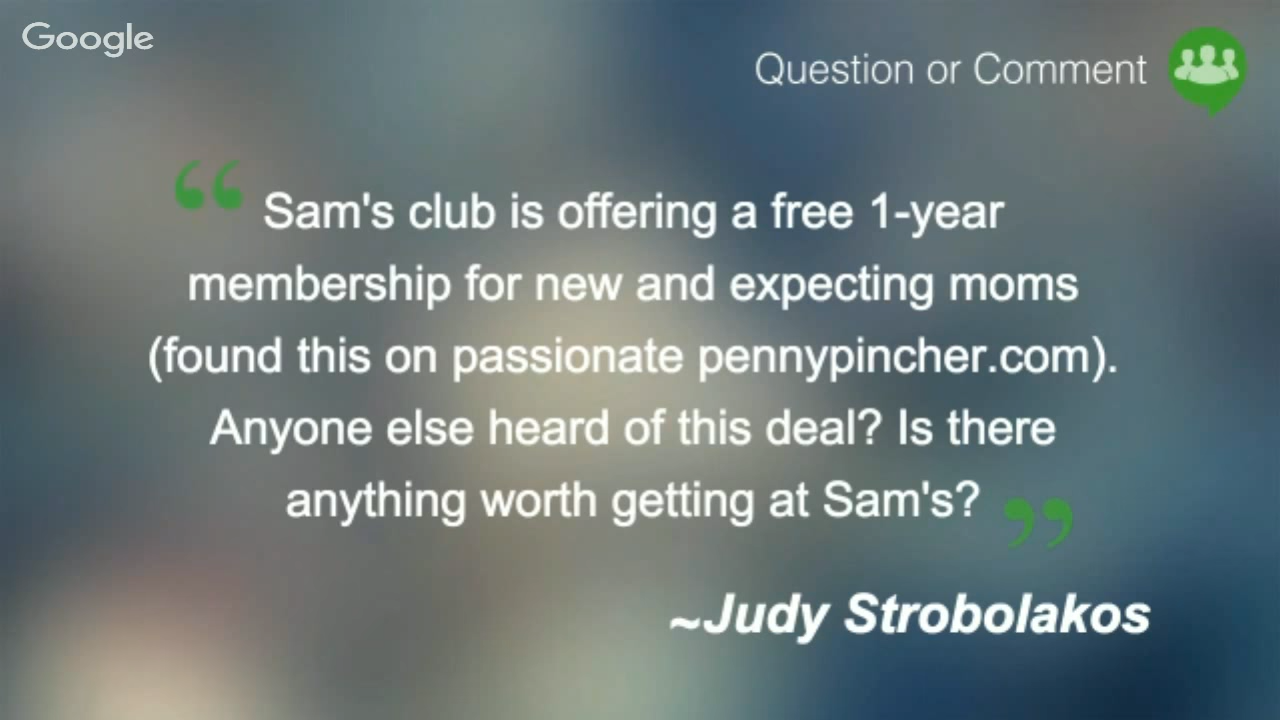 Google
Question or Comment
“ Sam's club is offering a free 1-year
membership for new and expecting moms
(found this on passionate pennypincher.com).
Anyone else heard of this deal? Is there
anything worth getting at Sam's? ”
~Judy Strobolakos